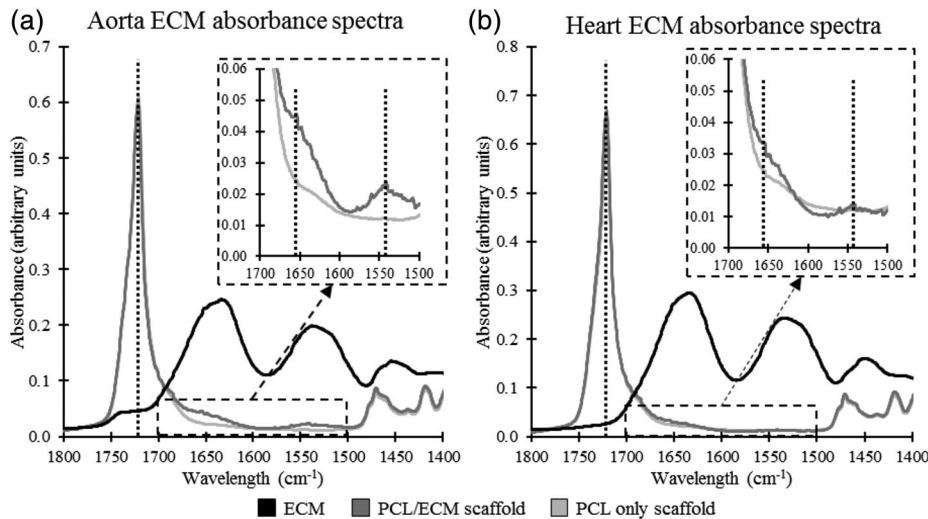 (a) Aorta ECM absorbance spectra
0.7
0.6
0.5
0.4
0.3
0.2
0.1
0.0
Absorbance (arbitrary units)
1800 1750 1700 1650 1600 1550 1500 1450 1400
Wavelength (cm⁻¹)
0.06
0.05
0.04
0.03
0.02
0.01
0.00
1700 1650 1600 1550 1500
(b) Heart ECM absorbance spectra
0.8
0.7
0.6
0.5
0.4
0.3
0.2
0.1
0.0
Absorbance (arbitrary units)
1800 1750 1700 1650 1600 1550 1500 1450 1400
Wavelength (cm⁻¹)
0.06
0.05
0.04
0.03
0.02
0.01
0.00
1700 1650 1600 1550 1500
ECM PCL/ECM scaffold PCL only scaffold